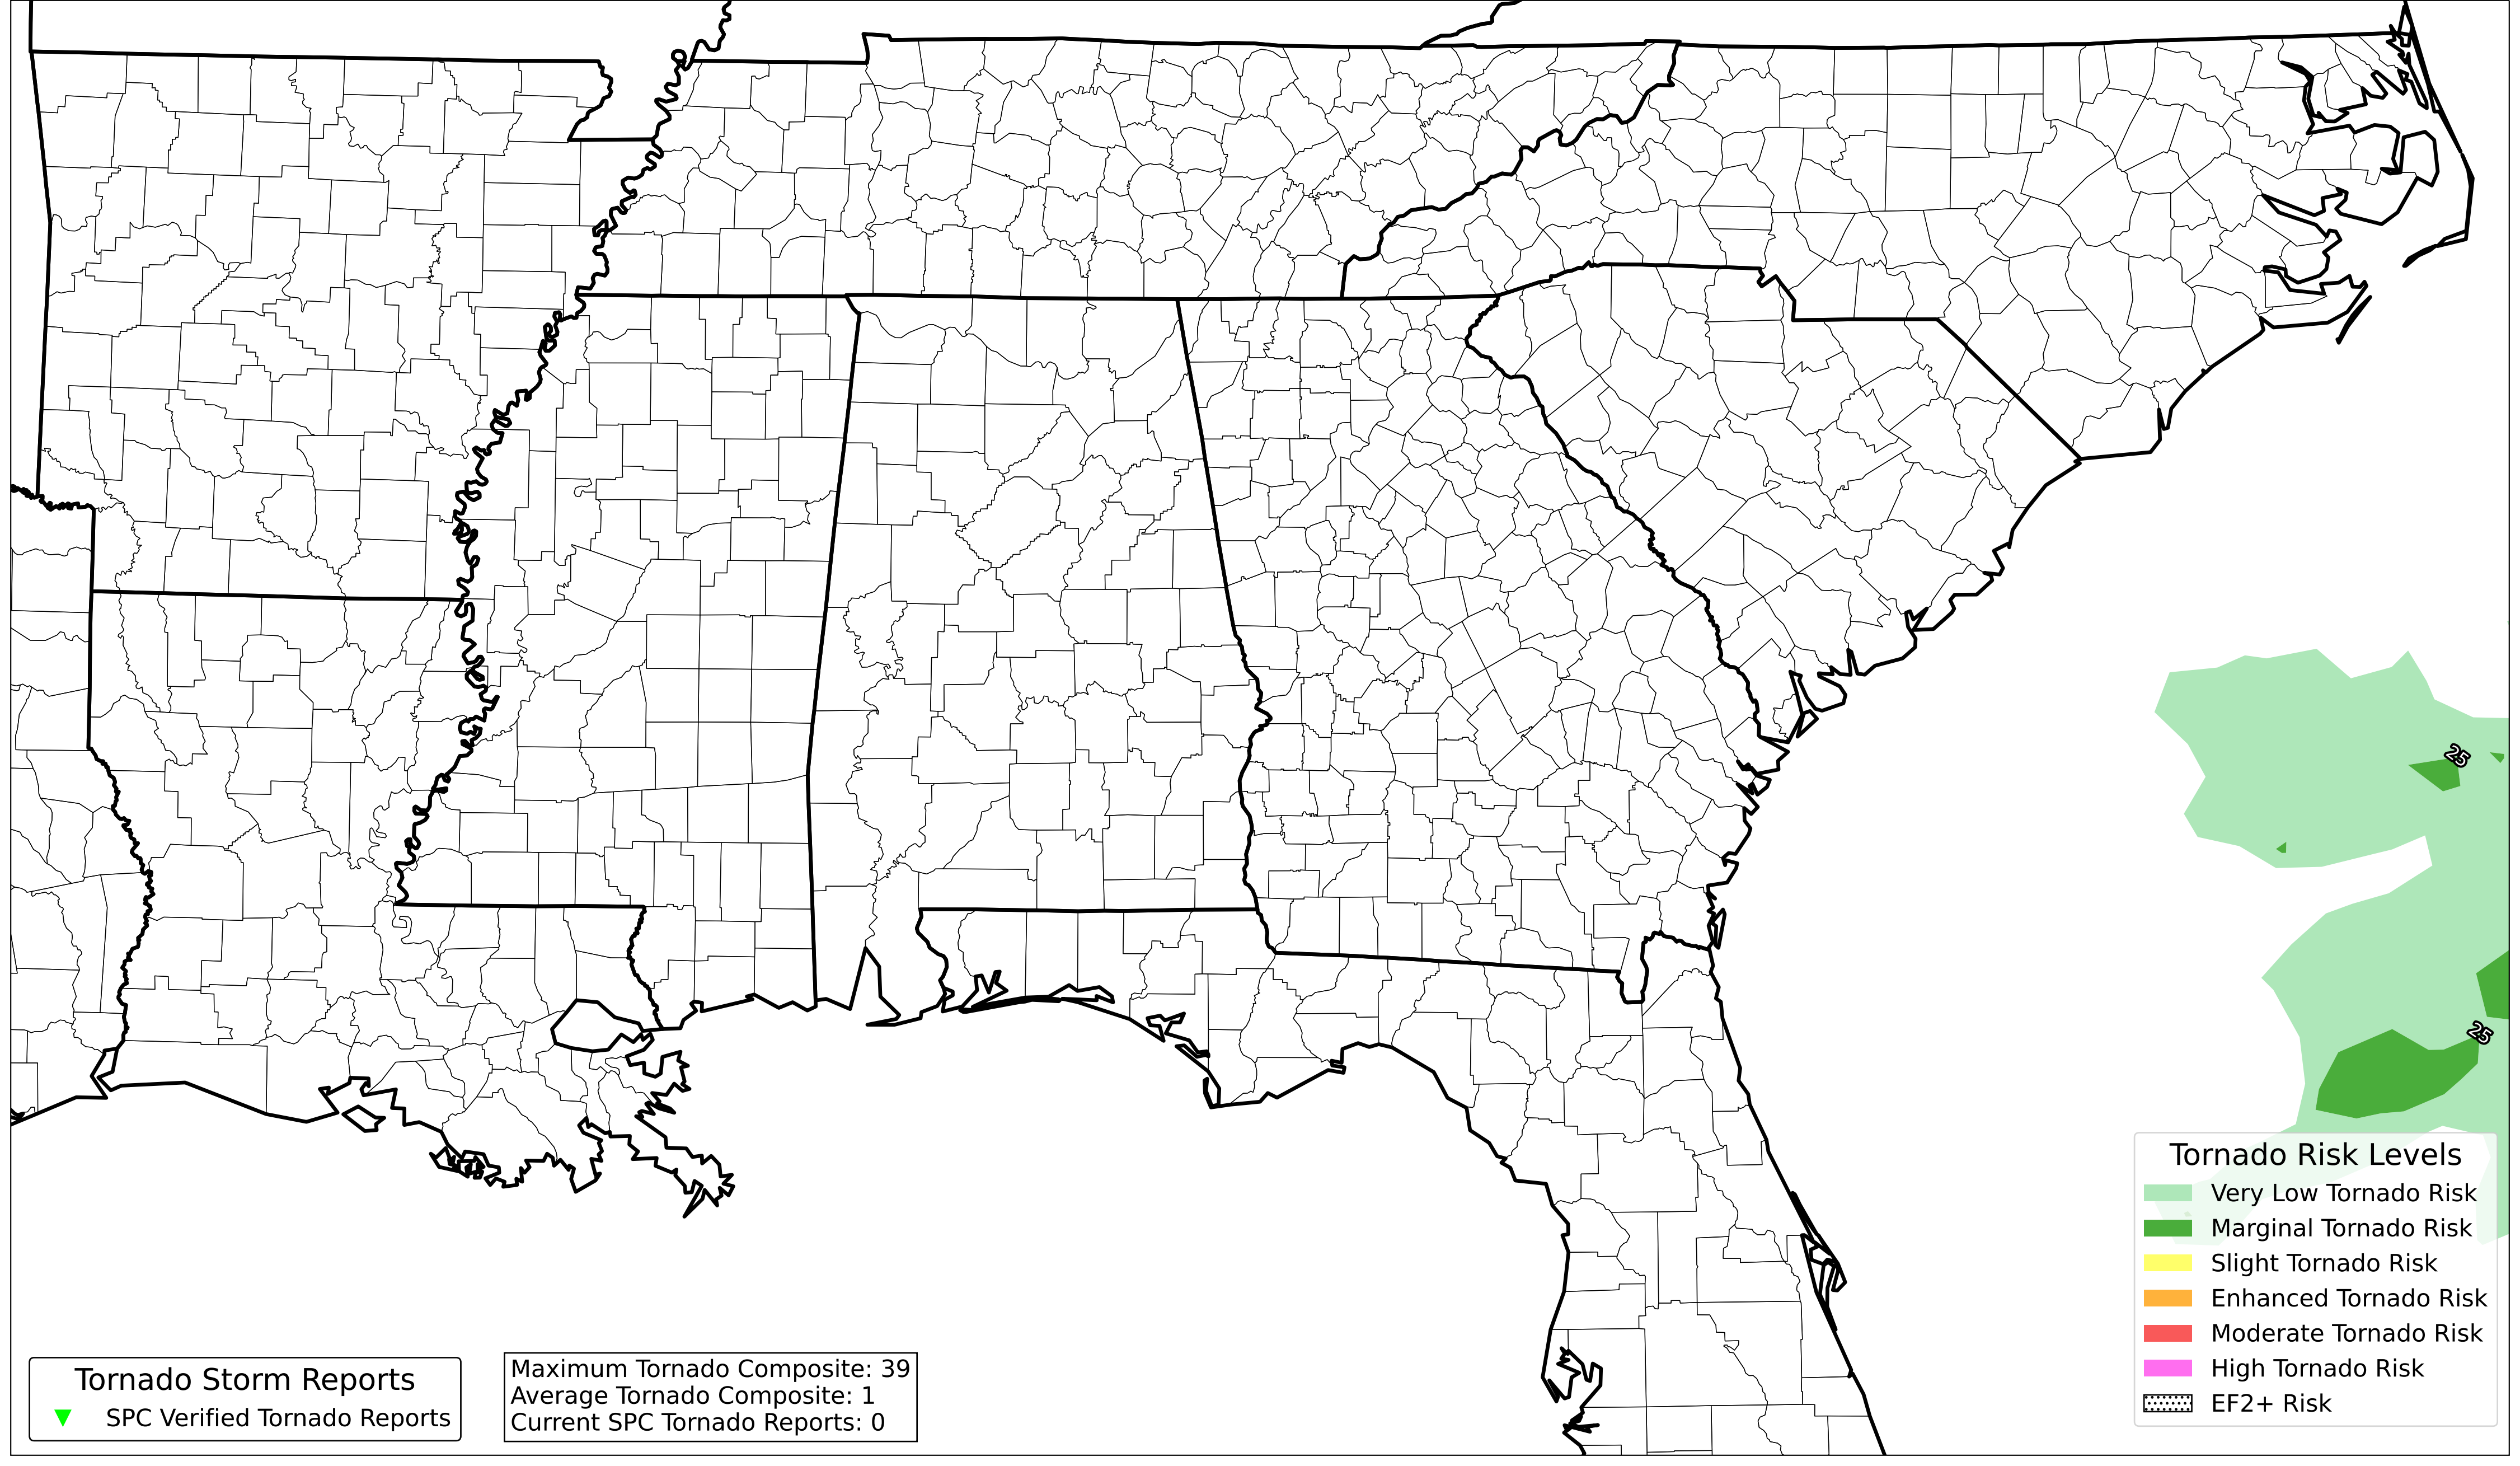 25
25
Tornado Risk Levels
Very Low Tornado Risk
Marginal Tornado Risk
Slight Tornado Risk
Enhanced Tornado Risk
Moderate Tornado Risk
High Tornado Risk
EF2+ Risk
Tornado Storm Reports
SPC Verified Tornado Reports
Maximum Tornado Composite: 39
Average Tornado Composite: 1
Current SPC Tornado Reports: 0